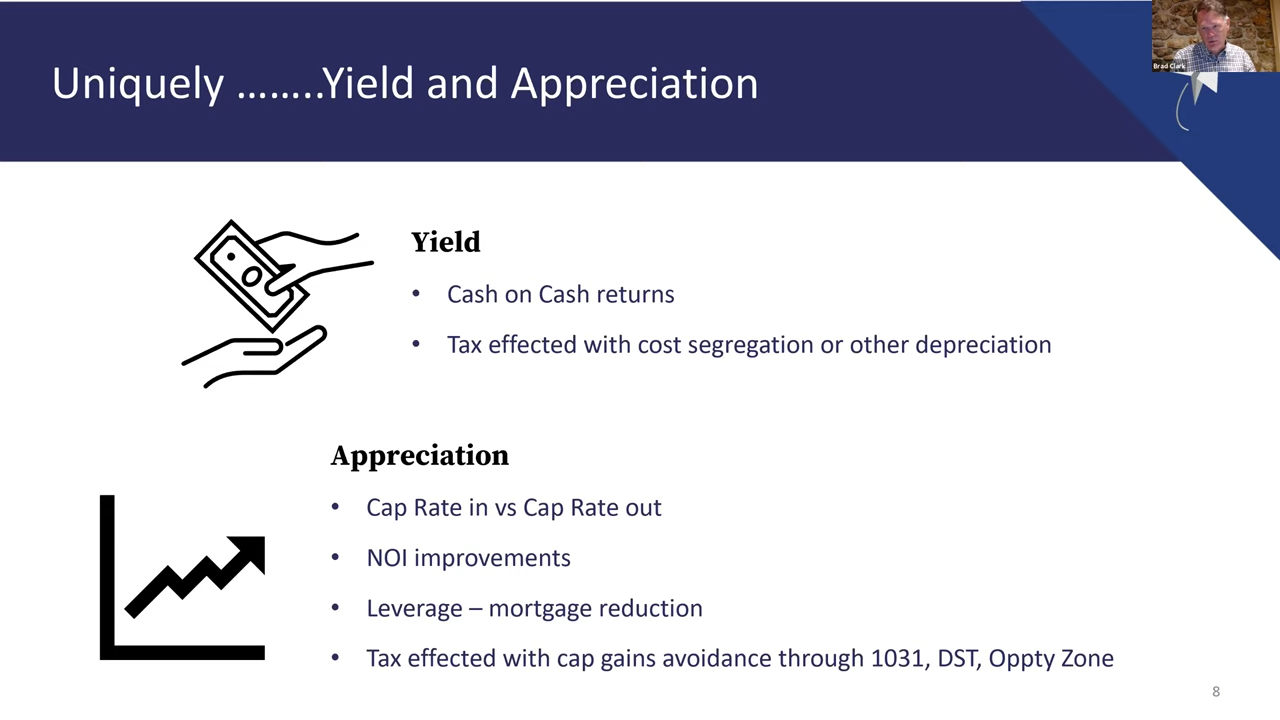 Uniquely ……..Yield and Appreciation
Brad Clark
Yield
• Cash on Cash returns
• Tax effected with cost segregation or other depreciation
Appreciation
• Cap Rate in vs Cap Rate out
• NOI improvements
• Leverage – mortgage reduction
• Tax effected with cap gains avoidance through 1031, DST, Oppty Zone
8